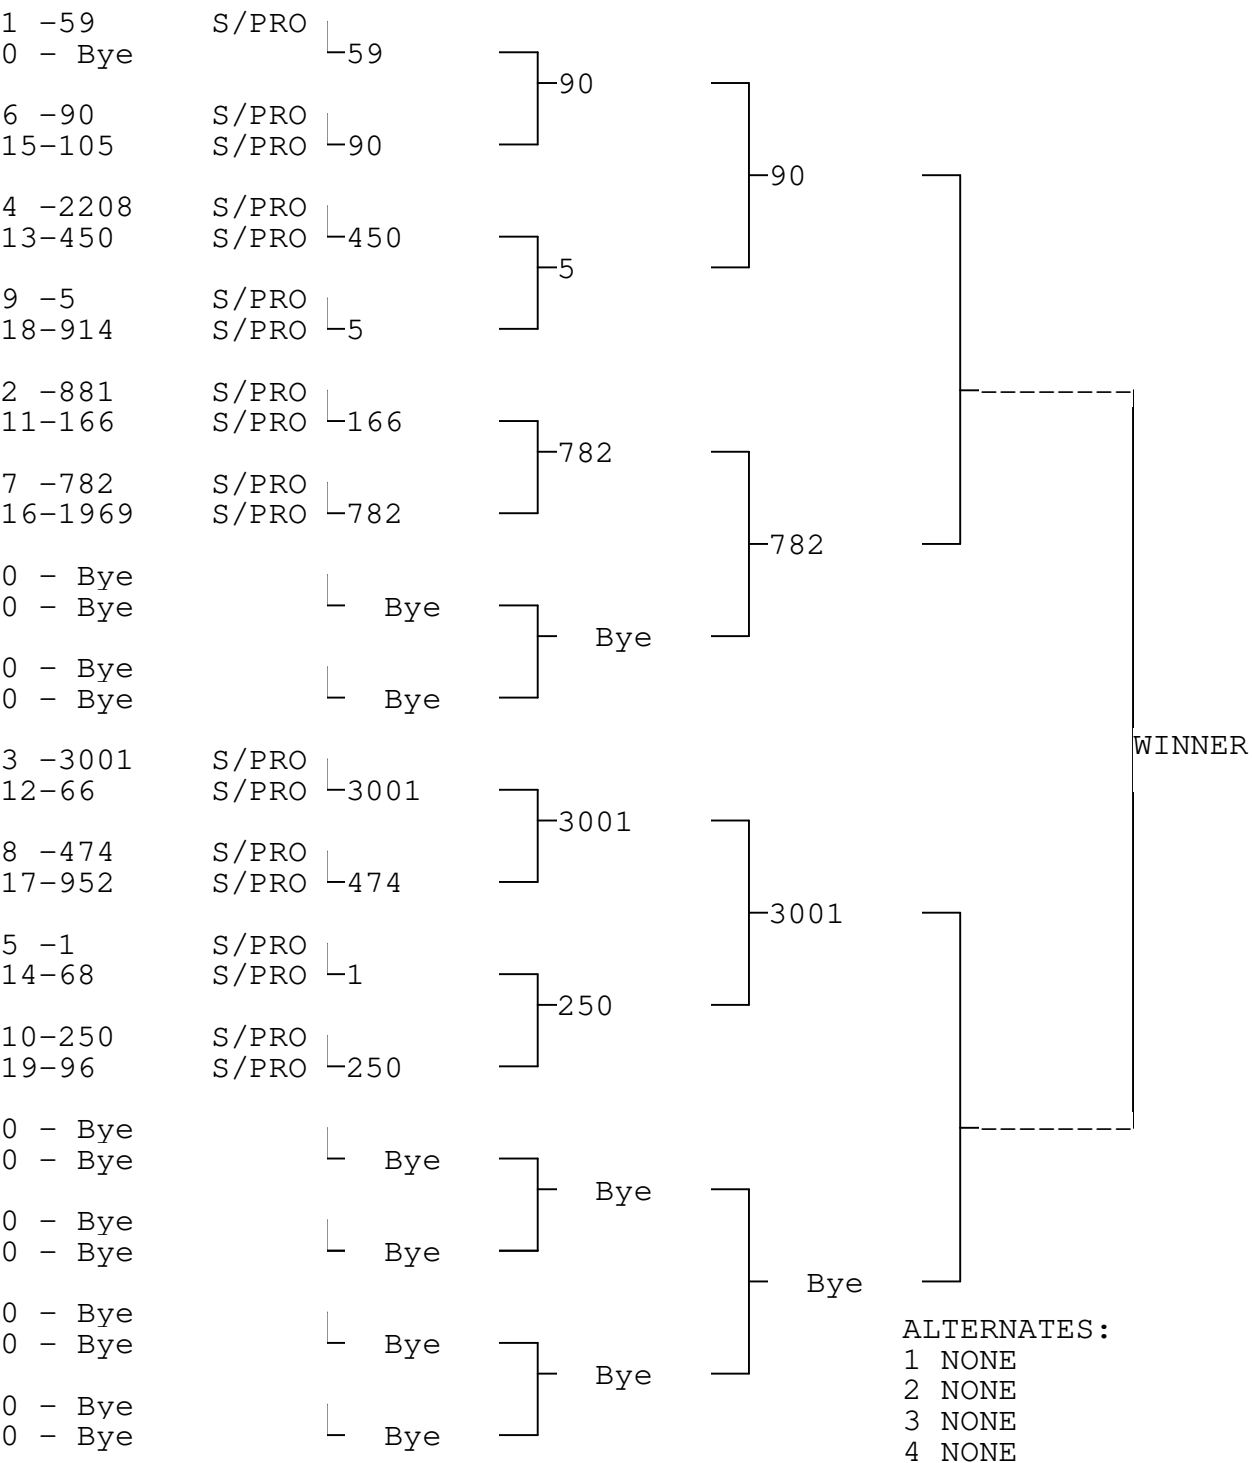 1 -59 S/PRO
0 - Bye 59
90
6 -90 S/PRO
15-105 S/PRO 90
90
4 -2208 S/PRO
13-450 S/PRO 450
5
9 -5 S/PRO
18-914 S/PRO 5
2 -881 S/PRO
11-166 S/PRO 166
782
7 -782 S/PRO
16-1969 S/PRO 782
782
0 - Bye
0 - Bye Bye
Bye
0 - Bye
0 - Bye Bye
WINNER
3 -3001 S/PRO
12-66 S/PRO 3001
3001
8 -474 S/PRO
17-952 S/PRO 474
3001
5 -1 S/PRO
14-68 S/PRO 1
250
10-250 S/PRO
19-96 S/PRO 250
0 - Bye
0 - Bye Bye
Bye
0 - Bye
0 - Bye Bye
Bye
0 - Bye
0 - Bye Bye
Bye
0 - Bye
0 - Bye Bye
ALTERNATES:
1 NONE
2 NONE
3 NONE
4 NONE